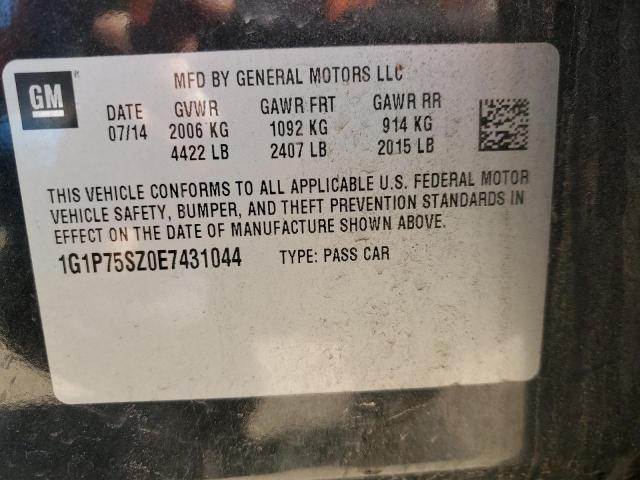 GM
MFD BY GENERAL MOTORS LLC
DATE GVWR GAWR FRT GAWR RR
07/14 2006 KG 1092 KG 914 KG
4422 LB 2407 LB 2015 LB
THIS VEHICLE CONFORMS TO ALL APPLICABLE U.S. FEDERAL MOTOR
VEHICLE SAFETY, BUMPER, AND THEFT PREVENTION STANDARDS IN
EFFECT ON THE DATE OF MANUFACTURE SHOWN ABOVE.
1G1P75SZ0E7431044 TYPE: PASS CAR